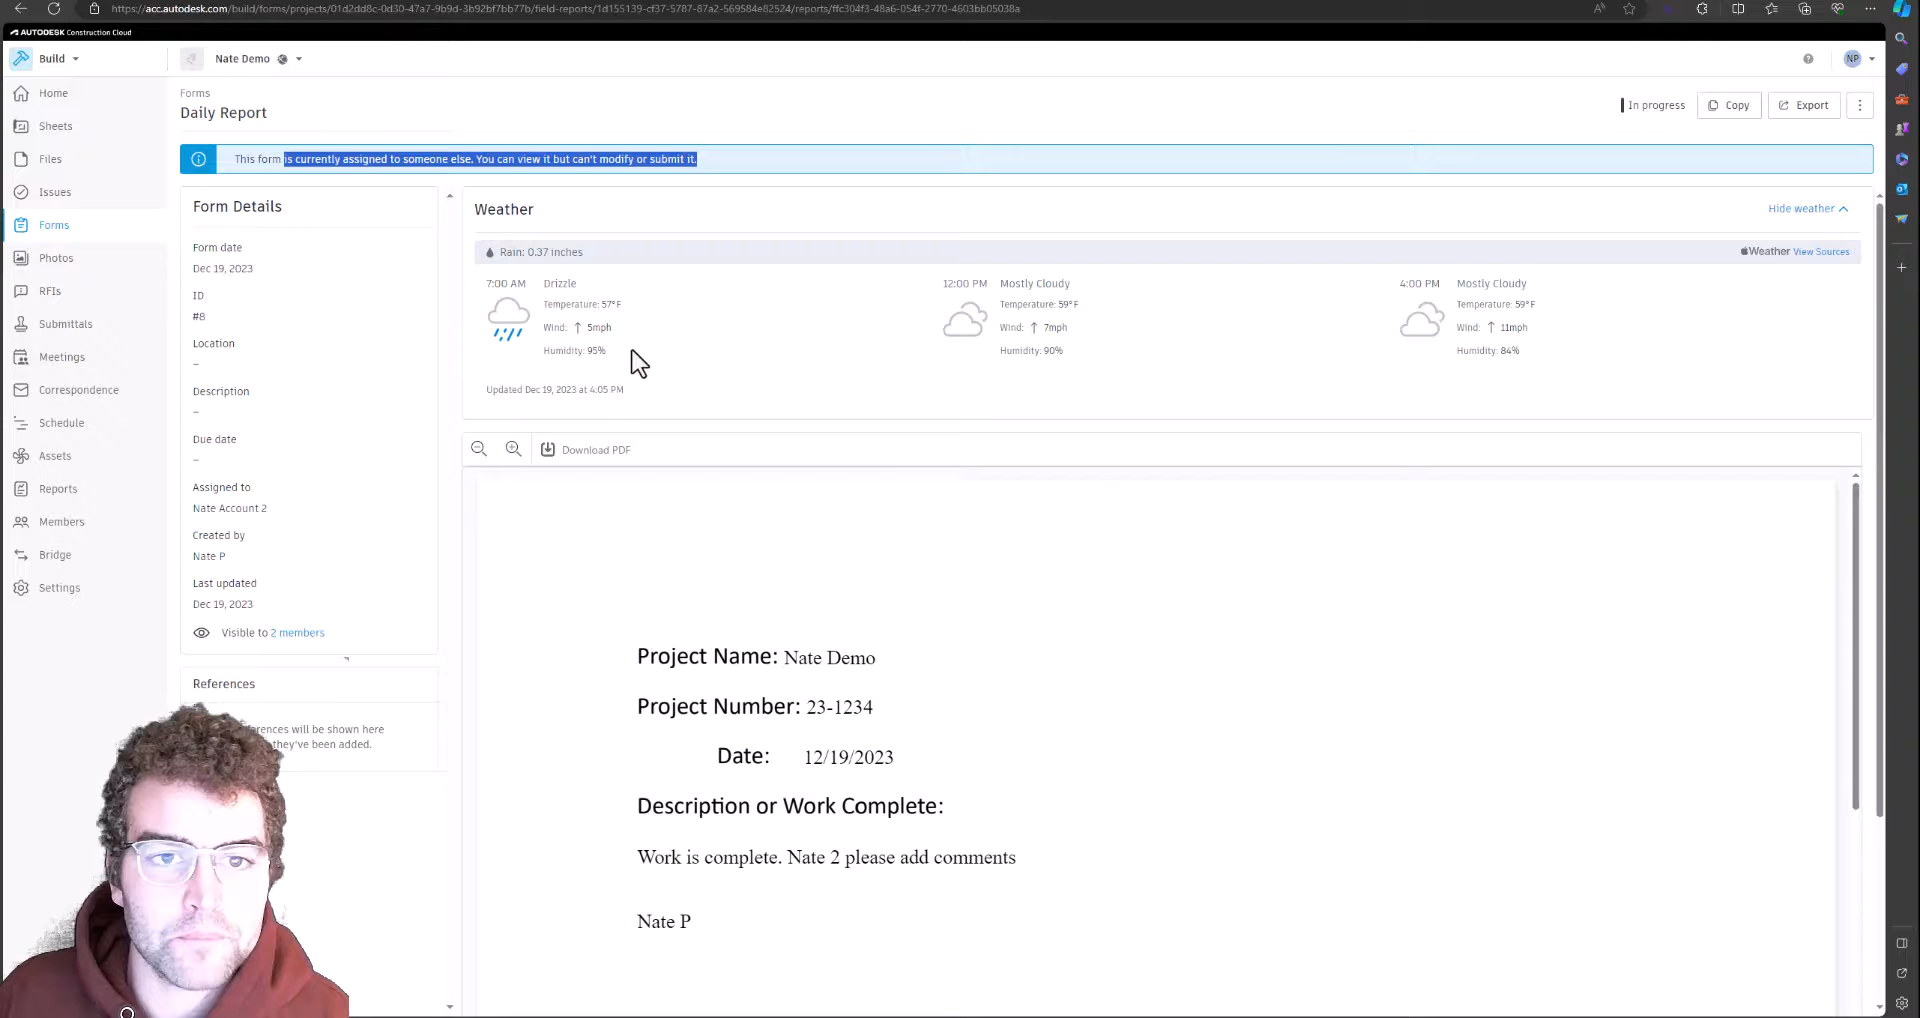 https://acc.autodesk.com/build/forms/projects/01d2dd8c-0d30-47a7-9b9d-3b92bf7bb77b/field-reports/1d155139-cf37-5787-87a2-569584e82524/reports/ffc304f3-48a6-054f-2770-4603bb05038a
AUTODESK Construction Cloud
Build
Nate Demo
NP
Home
Sheets
Files
Issues
Forms
Photos
RFIs
Submittals
Meetings
Correspondence
Schedule
Assets
Reports
Members
Bridge
Settings
Forms
Daily Report
In progress
Copy
Export
This form is currently assigned to someone else. You can view it but can't modify or submit it.
Form Details
Form date
Dec 19, 2023
ID
#8
Location
–
Description
–
Due date
–
Assigned to
Nate Account 2
Created by
Nate P
Last updated
Dec 19, 2023
Visible to 2 members
References
erences will be shown here
they've been added.
Weather
Hide weather
Rain: 0.37 inches
Weather View Sources
7:00 AM Drizzle
Temperature: 57°F
Wind: ↑ 5mph
Humidity: 95%
12:00 PM Mostly Cloudy
Temperature: 59°F
Wind: ↑ 7mph
Humidity: 90%
4:00 PM Mostly Cloudy
Temperature: 59°F
Wind: ↑ 11mph
Humidity: 84%
Updated Dec 19, 2023 at 4:05 PM
Download PDF
Project Name: Nate Demo
Project Number: 23-1234
Date: 12/19/2023
Description or Work Complete:
Work is complete. Nate 2 please add comments
Nate P